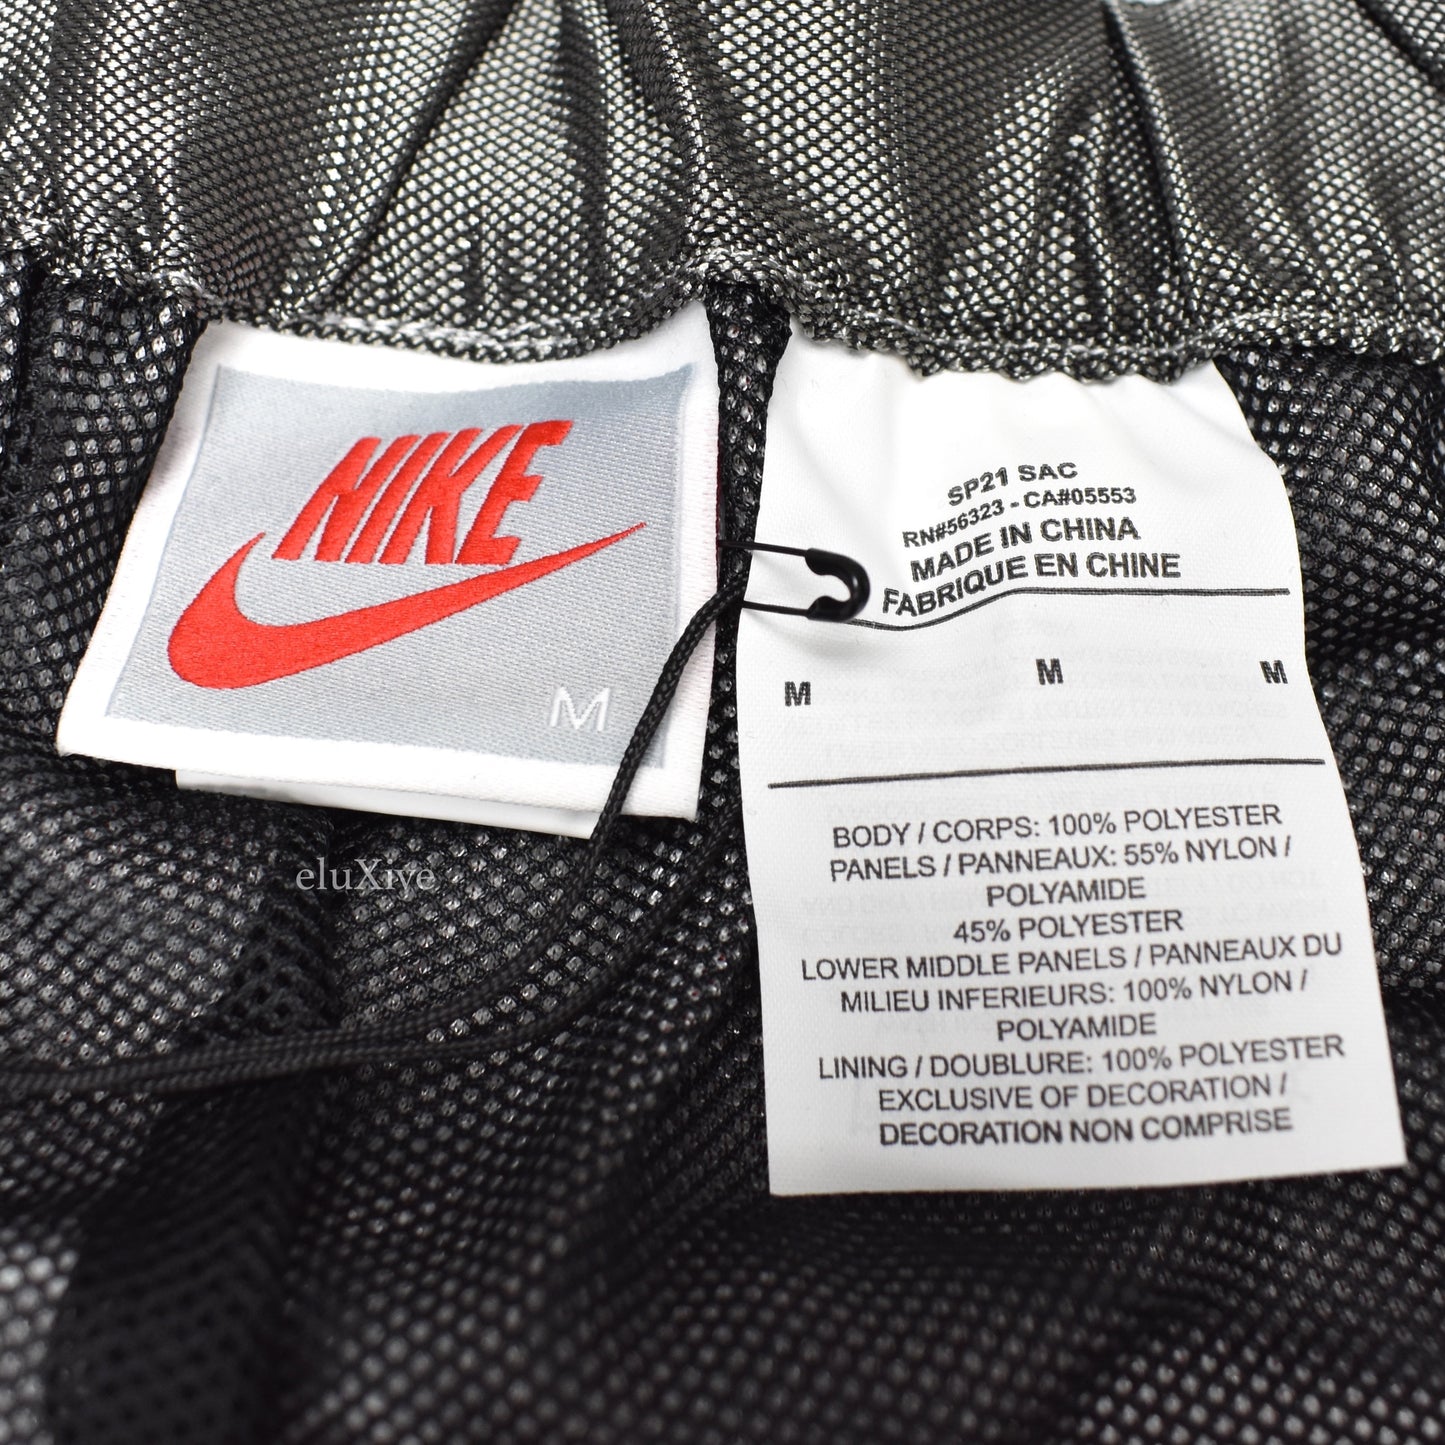 NIKE
M
eluXive
SP21 SAC
RN#56323 - CA#05553
MADE IN CHINA
FABRIQUE EN CHINE
M M M
BODY / CORPS: 100% POLYESTER
PANELS / PANNEAUX: 55% NYLON /
POLYAMIDE
45% POLYESTER
LOWER MIDDLE PANELS / PANNEAUX DU
MILIEU INFERIEURS: 100% NYLON /
POLYAMIDE
LINING / DOUBLURE: 100% POLYESTER
EXCLUSIVE OF DECORATION /
DECORATION NON COMPRISE